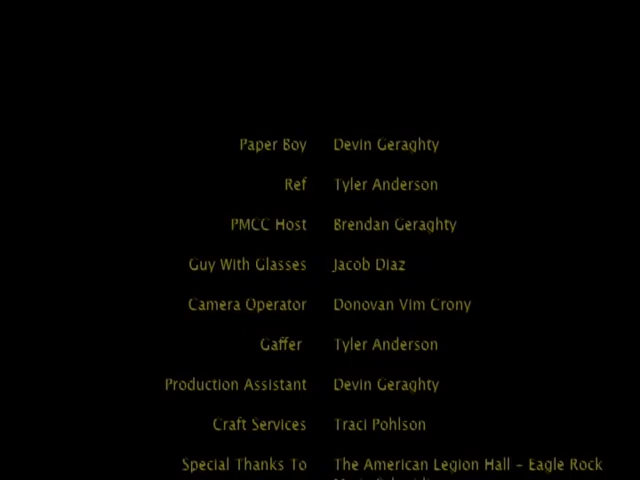 Paper Boy Devin Geraghty
Ref Tyler Anderson
PMCC Host Brendan Geraghty
Guy With Glasses Jacob Diaz
Camera Operator Donovan Vim Crony
Gaffer Tyler Anderson
Production Assistant Devin Geraghty
Craft Services Traci Pohlson
Special Thanks To The American Legion Hall - Eagle Rock